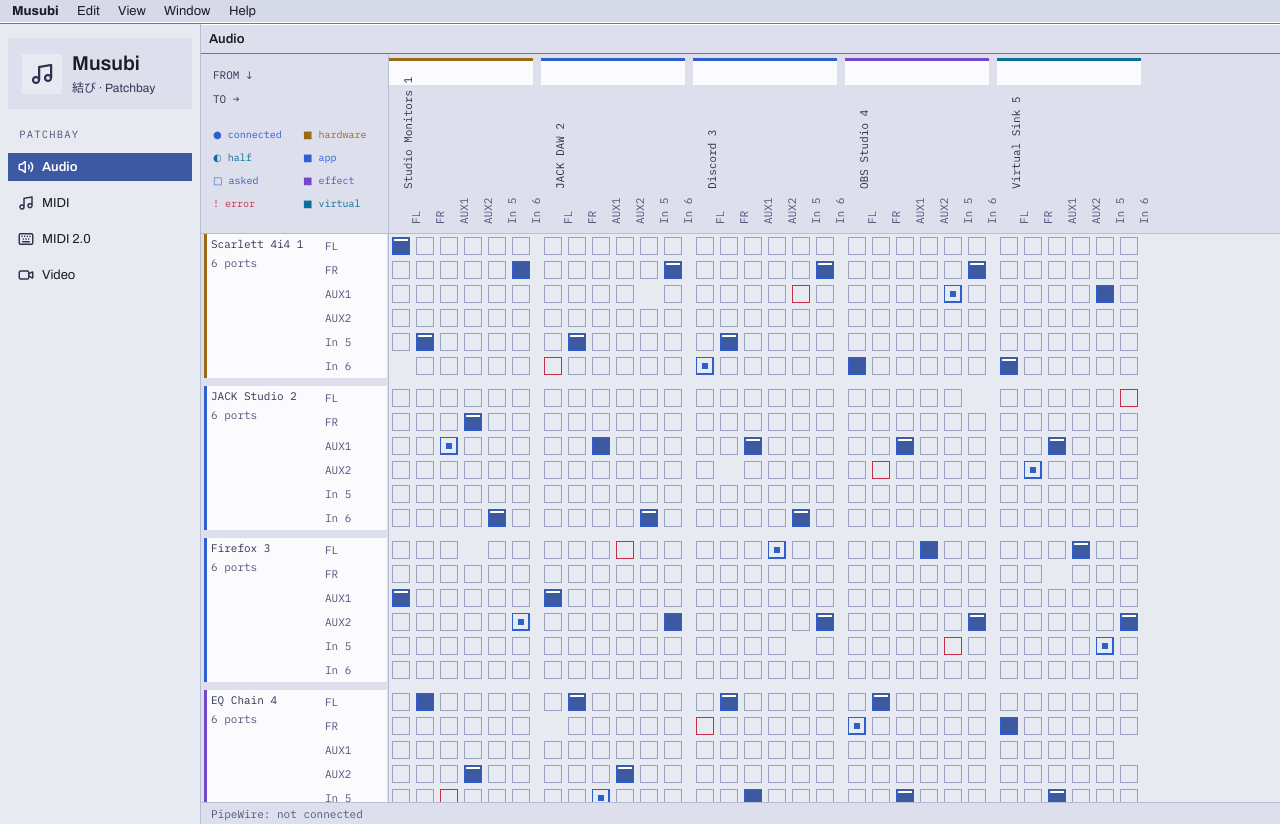 Musubi Edit View Window Help
Musubi
結び · Patchbay
PATCHBAY
Audio
MIDI
MIDI 2.0
Video
Audio
FROM ↓
TO →
● connected ■ hardware
◐ half ■ app
□ asked ■ effect
! error ■ virtual
Studio Monitors 1
FL FR AUX1 AUX2 In 5 In 6
JACK DAW 2
FL FR AUX1 AUX2 In 5 In 6
Discord 3
FL FR AUX1 AUX2 In 5 In 6
OBS Studio 4
FL FR AUX1 AUX2 In 5 In 6
Virtual Sink 5
FL FR AUX1 AUX2 In 5 In 6
Scarlett 4i4 1 FL
6 ports
FR
AUX1
AUX2
In 5
In 6
JACK Studio 2 FL
6 ports
FR
AUX1
AUX2
In 5
In 6
Firefox 3 FL
6 ports
FR
AUX1
AUX2
In 5
In 6
EQ Chain 4 FL
6 ports
FR
AUX1
AUX2
In 5
PipeWire: not connected